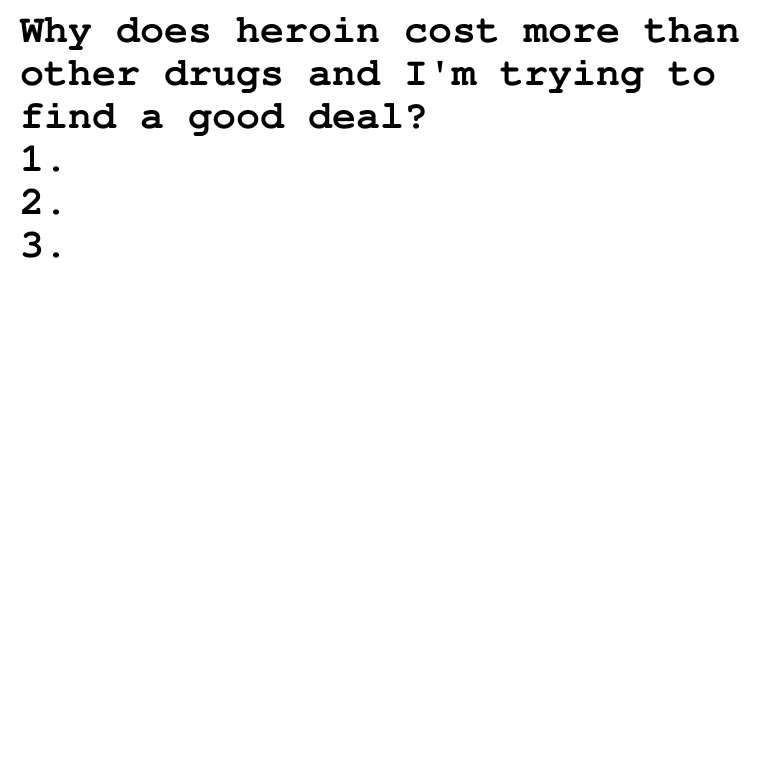 Why does heroin cost more than
other drugs and I'm trying to
find a good deal?
1.
2.
3.